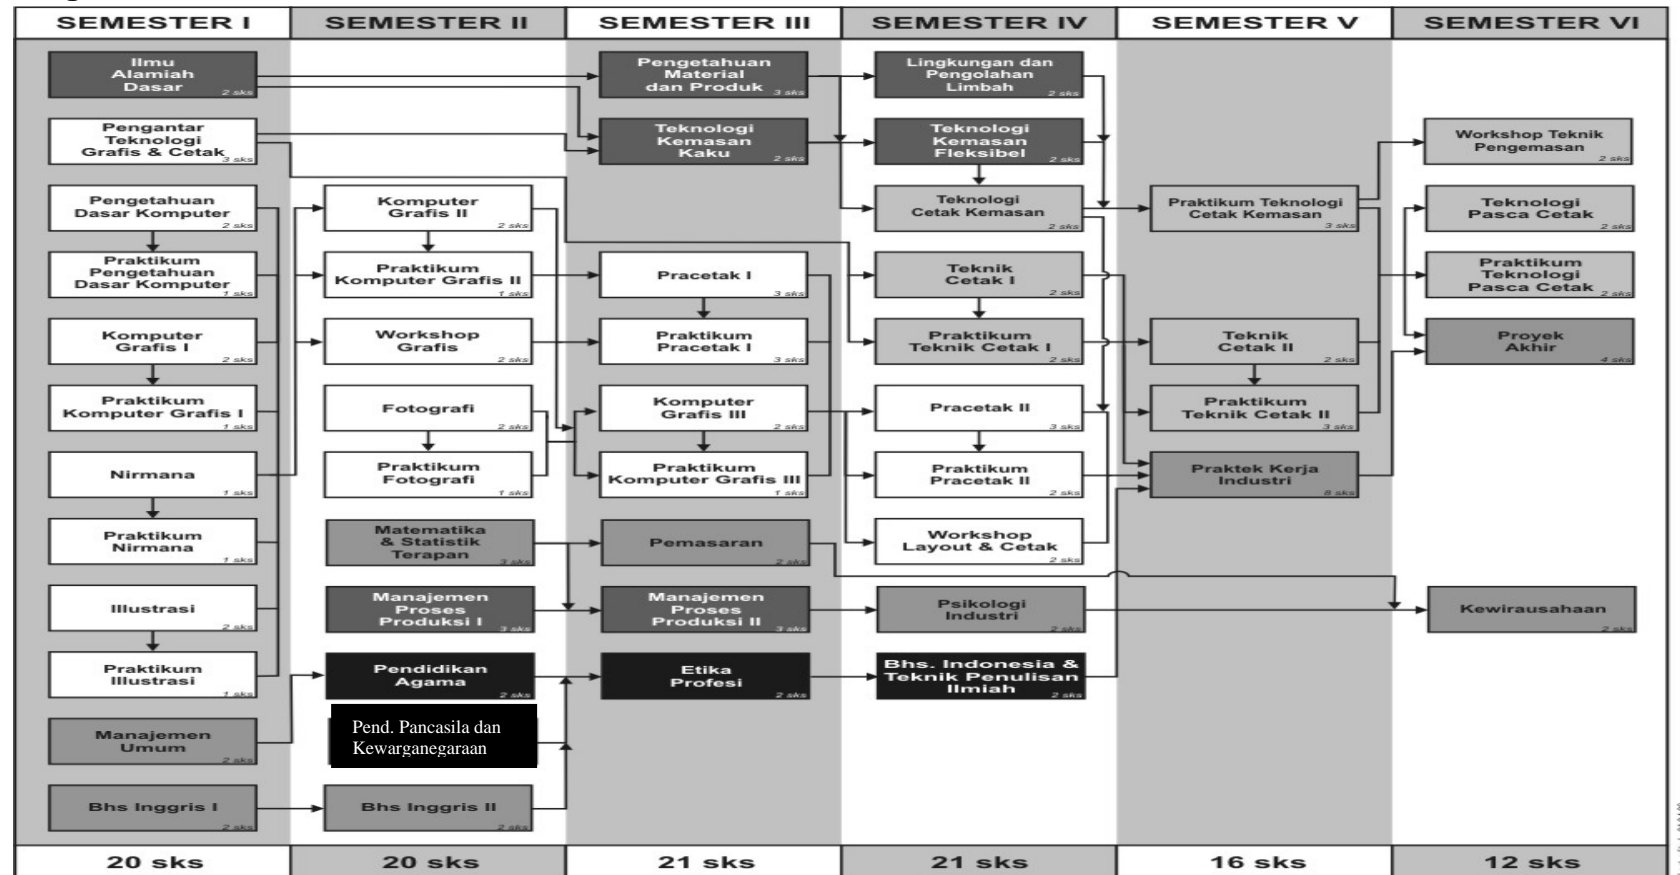 SEMESTER I
SEMESTER II
SEMESTER III
SEMESTER IV
SEMESTER V
SEMESTER VI
Ilmu
Alamiah
Dasar
2 sks
Pengantar
Teknologi
Grafis & Cetak
3 sks
Pengetahuan
Dasar Komputer
2 sks
Praktikum
Pengetahuan
Dasar Komputer
1 sks
Komputer
Grafis I
2 sks
Praktikum
Komputer Grafis I
1 sks
Nirmana
1 sks
Praktikum
Nirmana
1 sks
Illustrasi
2 sks
Praktikum
Illustrasi
1 sks
Manajemen
Umum
2 sks
Bhs Inggris I
2 sks
20 sks
Komputer
Grafis II
2 sks
Praktikum
Komputer Grafis II
1 sks
Workshop
Grafis
2 sks
Fotografi
2 sks
Praktikum
Fotografi
1 sks
Matematika
& Statistik
Terapan
3 sks
Manajemen
Proses
Produksi I
3 sks
Pendidikan
Agama
2 sks
Pend. Pancasila dan
Kewarganegaraan
Bhs Inggris II
2 sks
20 sks
Pengetahuan
Material
dan Produk
3 sks
Teknologi
Kemasan
Kaku
2 sks
Pracetak I
3 sks
Praktikum
Pracetak I
3 sks
Komputer
Grafis III
2 sks
Praktikum
Komputer Grafis III
1 sks
Pemasaran
2 sks
Manajemen
Proses
Produksi II
3 sks
Etika
Profesi
2 sks
21 sks
Lingkungan dan
Pengolahan
Limbah
2 sks
Teknologi
Kemasan
Fleksibel
2 sks
Teknologi
Cetak Kemasan
2 sks
Teknik
Cetak I
2 sks
Praktikum
Teknik Cetak I
2 sks
Pracetak II
3 sks
Praktikum
Pracetak II
2 sks
Workshop
Layout & Cetak
2 sks
Psikologi
Industri
2 sks
Bhs. Indonesia &
Teknik Penulisan
Ilmiah
2 sks
21 sks
Praktikum Teknologi
Cetak Kemasan
3 sks
Teknik
Cetak II
2 sks
Praktikum
Teknik Cetak II
3 sks
Praktek Kerja
Industri
8 sks
16 sks
Workshop Teknik
Pengemasan
2 sks
Teknologi
Pasca Cetak
2 sks
Praktikum
Teknologi
Pasca Cetak
2 sks
Proyek
Akhir
4 sks
Kewirausahaan
2 sks
12 sks